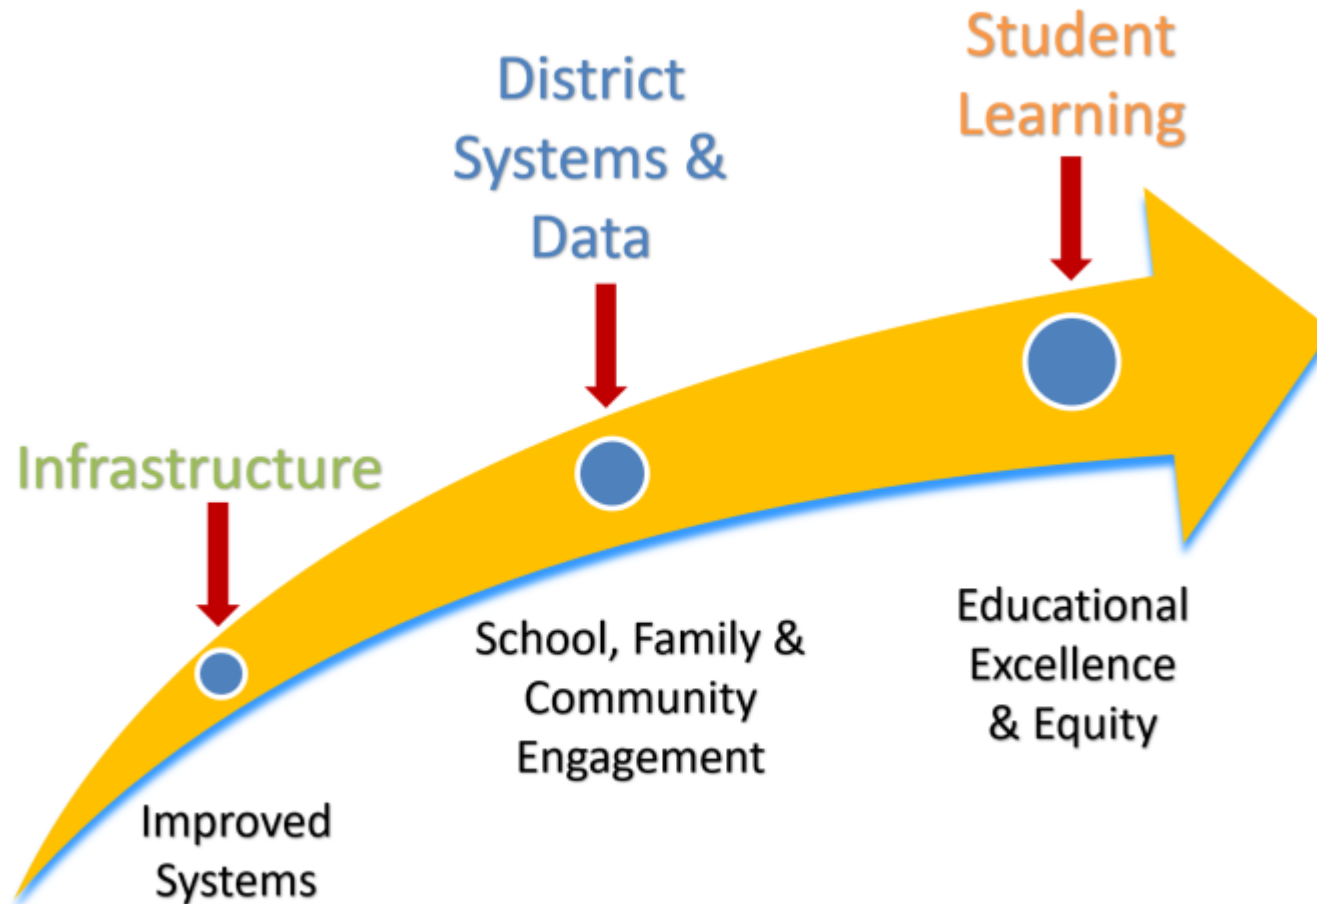 Student
Learning
District
Systems &
Data
Infrastructure
Educational
Excellence
& Equity
School, Family &
Community
Engagement
Improved
Systems